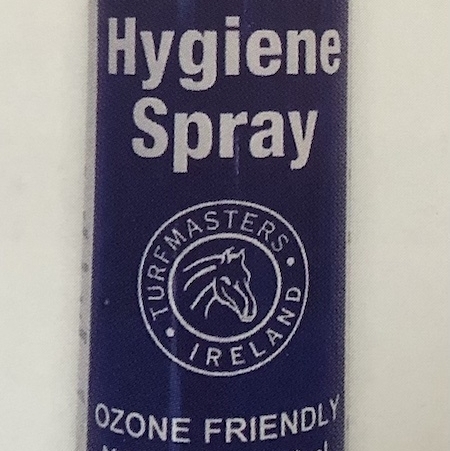 Hygiene
Spray
TURFMASTERS
IRELAND
OZONE FRIENDLY